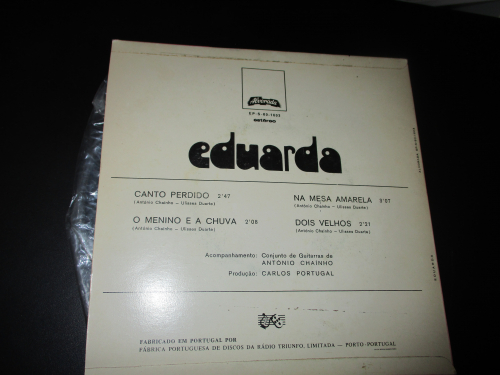 Alvorada
estéreo
eduarda
CANTO PERDIDO 2'47
(António Chainho - Ulisses Duarte)
O MENINO E A CHUVA 2'08
(António Chainho - Ulisses Duarte)
NA MESA AMARELA
(António Chainho - Ulisses Duarte)
DOIS VELHOS 2'31
(António Chainho - Ulisses Duarte)
Acompanhamento: Conjunto de Guitarras de
ANTÓNIO CHAINHO
Produção: CARLOS PORTUGAL
FABRICADO EM PORTUGAL POR
FÁBRICA PORTUGUESA DE DISCOS DA RÁDIO TRIUNFO, LIMITADA — PORTO-PORTUGAL
EDUARDA